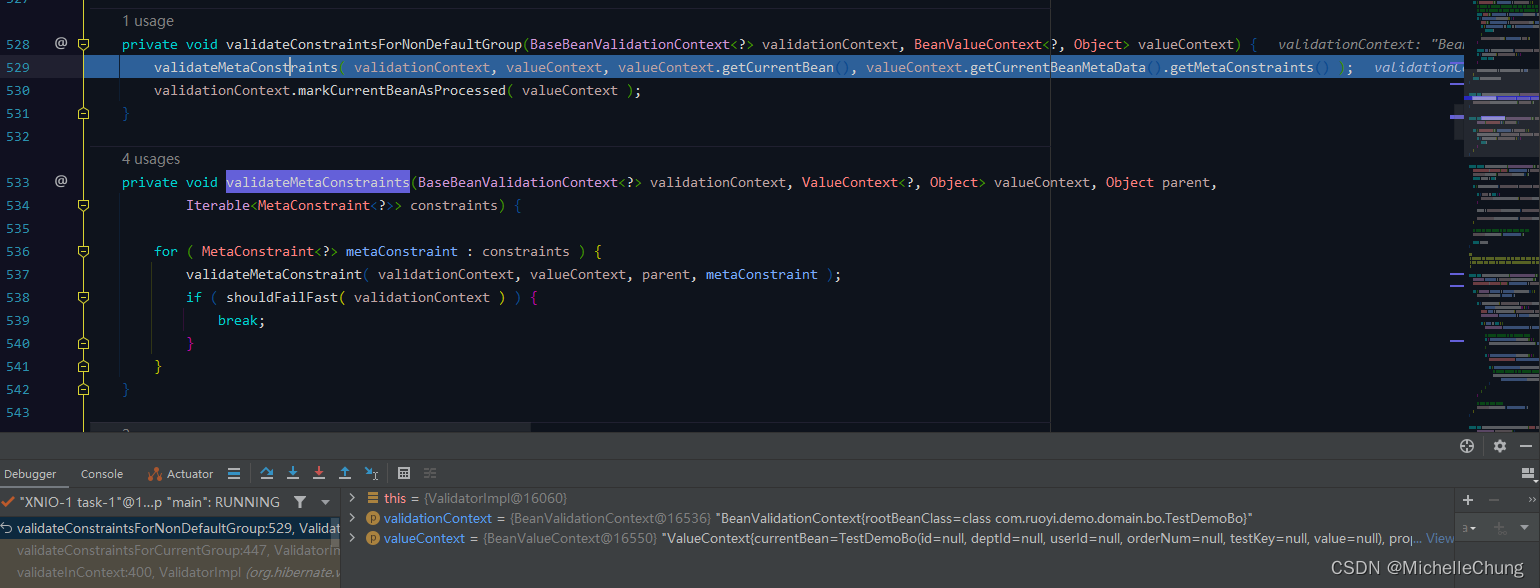 527
1 usage
528 @ private void validateConstraintsForNonDefaultGroup(BaseBeanValidationContext<?> validationContext, BeanValueContext<?, Object> valueContext) { validationContext: "Bean
529 validateMetaConstraints( validationContext, valueContext, valueContext.getCurrentBean(), valueContext.getCurrentBeanMetaData().getMetaConstraints() ); validationC
530 validationContext.markCurrentBeanAsProcessed( valueContext );
531 }
532
4 usages
533 @ private void validateMetaConstraints(BaseBeanValidationContext<?> validationContext, ValueContext<?, Object> valueContext, Object parent,
534 Iterable<MetaConstraint<?>> constraints) {
535
536 for ( MetaConstraint<?> metaConstraint : constraints ) {
537 validateMetaConstraint( validationContext, valueContext, parent, metaConstraint );
538 if ( shouldFailFast( validationContext ) ) {
539 break;
540 }
541 }
542 }
543
Debugger Console Actuator
"XNIO-1 task-1"@1...p "main": RUNNING
this = {ValidatorImpl@16060}
validateConstraintsForNonDefaultGroup:529, Validat
validationContext = {BeanValidationContext@16536} "BeanValidationContext{rootBeanClass=class com.ruoyi.demo.domain.bo.TestDemoBo}"
validateConstraintsForCurrentGroup:447, ValidatorIn
valueContext = {BeanValueContext@16550} "ValueContext{currentBean=TestDemoBo(id=null, deptId=null, userId=null, orderNum=null, testKey=null, value=null), prop... View
validateInContext:400, ValidatorImpl (org.hibernate.v
CSDN @MichelleChung